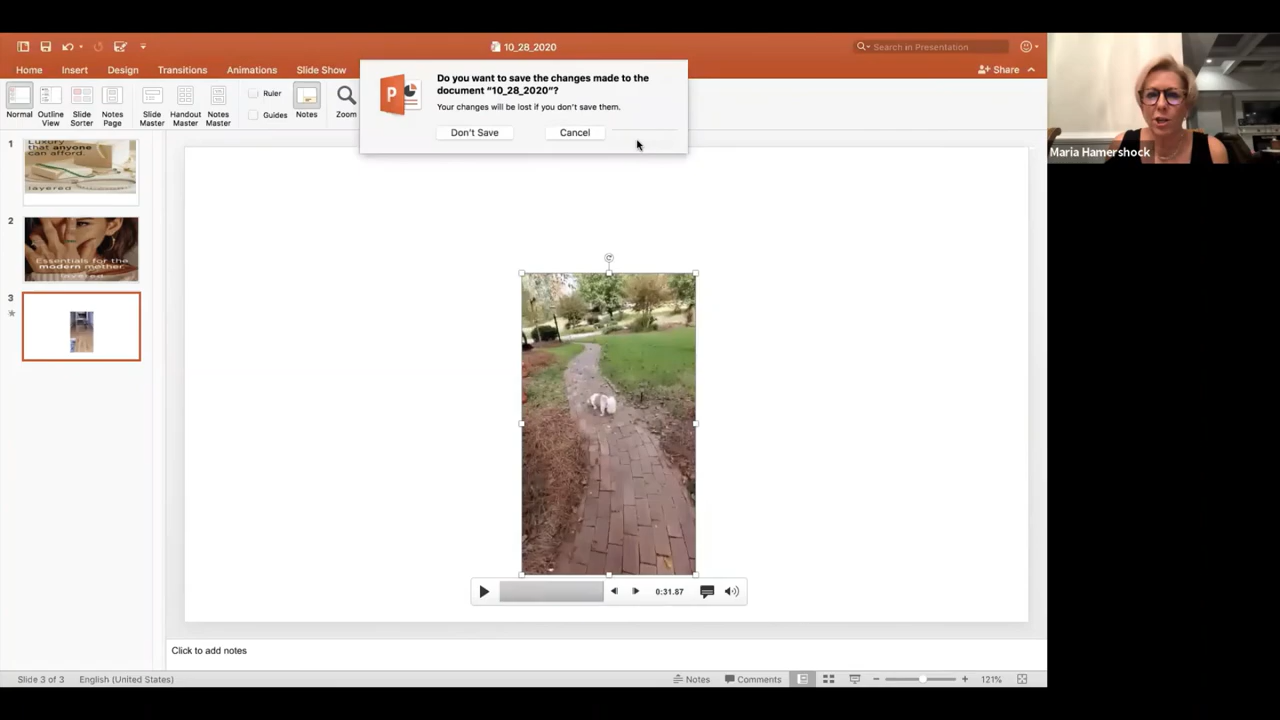 10_28_2020
Search in Presentation
Home
Insert
Design
Transitions
Animations
Slide Show
Share
Normal
Outline View
Slide Sorter
Notes Page
Slide Master
Handout Master
Notes Master
Ruler
Guides
Notes
Zoom
Do you want to save the changes made to the
document “10_28_2020”?
Your changes will be lost if you don't save them.
Don't Save
Cancel
Maria Hamershock
1
Luxury
that anyone
can afford.
layered
2
Essentials for the
modern mother
layered
3
0:31.87
Click to add notes
Slide 3 of 3
English (United States)
Notes
Comments
121%